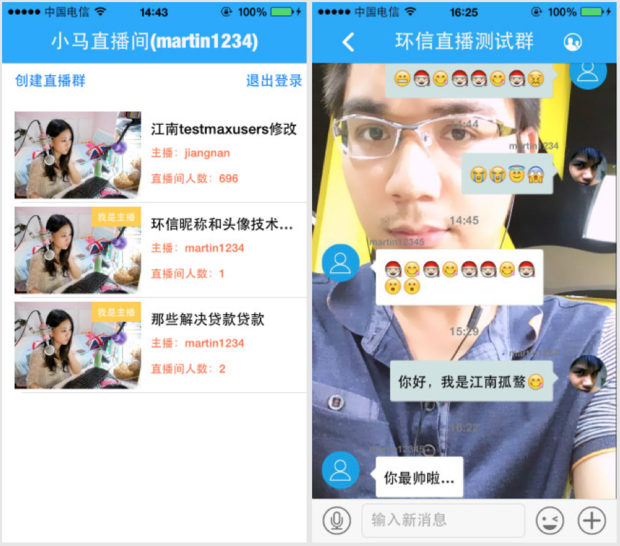 中国电信 14:43 100%
小马直播间(martin1234)
创建直播群 退出登录
江南testmaxusers修改
主播：jiangnan
直播间人数：696
我是主播
环信昵称和头像技术...
主播：martin1234
直播间人数：1
我是主播
那些解决贷款贷款
主播：martin1234
直播间人数：2
中国电信 16:25 100%
环信直播测试群
14:44
martin1234
😭😭😇😱
14:45
martin12345
15:29
martin1234
你好，我是江南孤鹜😋
16:22
martin12345
你最帅啦...
输入新消息